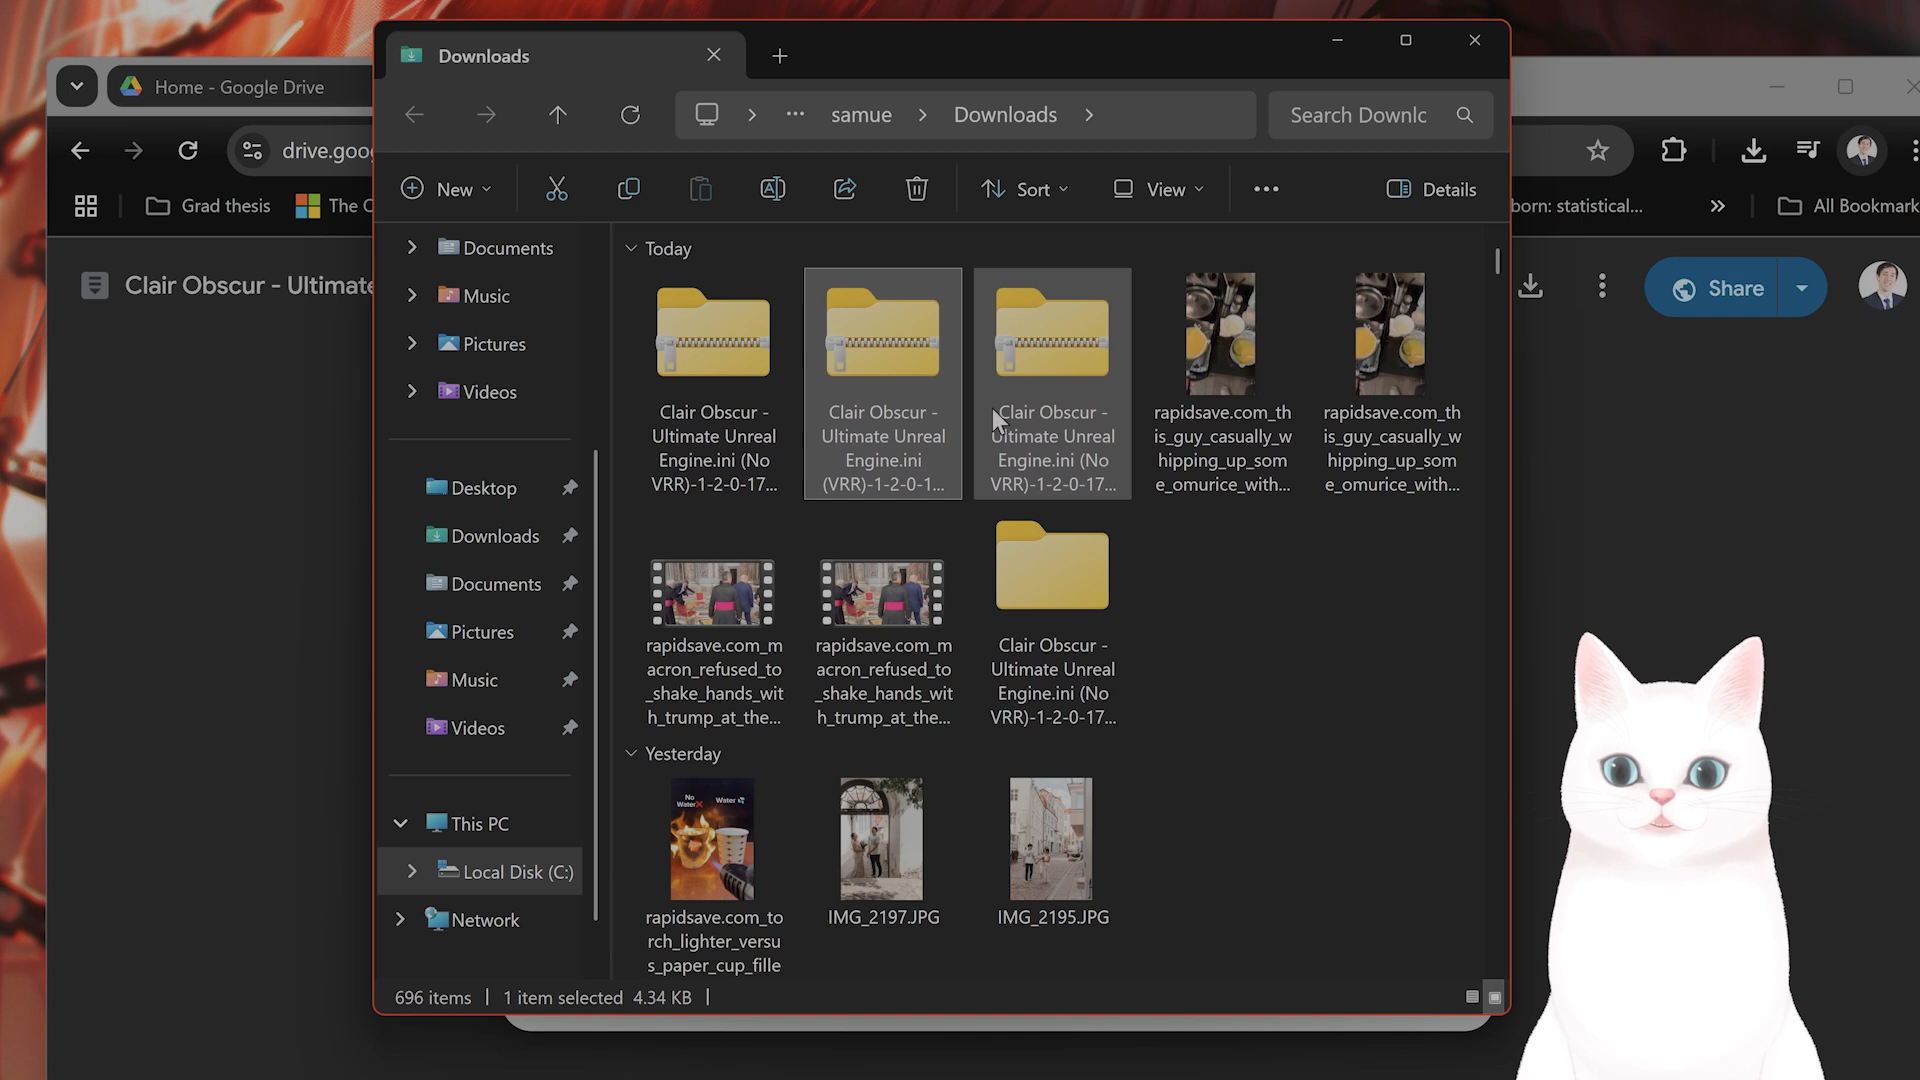 Home - Google Drive
drive.goog
Grad thesis
The C
born: statistical...
All Bookmark
Clair Obscur - Ultimate
Share
Downloads
samue
Downloads
Search Downlc
New
Sort
View
Details
Documents
Music
Pictures
Videos
Desktop
Downloads
Documents
Pictures
Music
Videos
This PC
Local Disk (C:)
Network
Today
Clair Obscur -
Ultimate Unreal
Engine.ini (No
VRR)-1-2-0-17...
Clair Obscur -
Ultimate Unreal
Engine.ini
(VRR)-1-2-0-1...
Clair Obscur -
Ultimate Unreal
Engine.ini (No
VRR)-1-2-0-17...
rapidsave.com_th
is_guy_casually_w
hipping_up_som
e_omurice_with...
rapidsave.com_th
is_guy_casually_w
hipping_up_som
e_omurice_with...
rapidsave.com_m
acron_refused_to
_shake_hands_wit
h_trump_at_the...
rapidsave.com_m
acron_refused_to
_shake_hands_wit
h_trump_at_the...
Clair Obscur -
Ultimate Unreal
Engine.ini (No
VRR)-1-2-0-17...
Yesterday
No
Water
Water
rapidsave.com_to
rch_lighter_versu
s_paper_cup_fille
IMG_2197.JPG
IMG_2195.JPG
696 items
1 item selected 4.34 KB